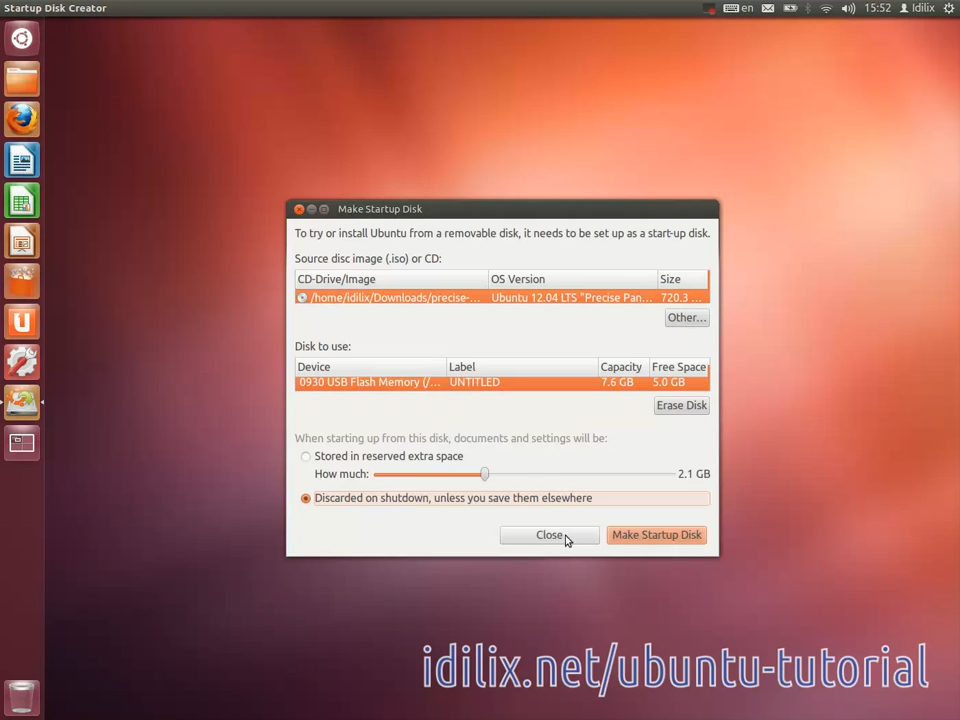 Startup Disk Creator
en
15:52
Idilix
Make Startup Disk
To try or install Ubuntu from a removable disk, it needs to be set up as a start-up disk.
Source disc image (.iso) or CD:
CD-Drive/Image OS Version Size
/home/idilix/Downloads/precise-... Ubuntu 12.04 LTS "Precise Pan... 720.3 ...
Other...
Disk to use:
Device Label Capacity Free Space
0930 USB Flash Memory (/... UNTITLED 7.6 GB 5.0 GB
Erase Disk
When starting up from this disk, documents and settings will be:
Stored in reserved extra space
How much: 2.1 GB
Discarded on shutdown, unless you save them elsewhere
Close Make Startup Disk
idilix.net/ubuntu-tutorial